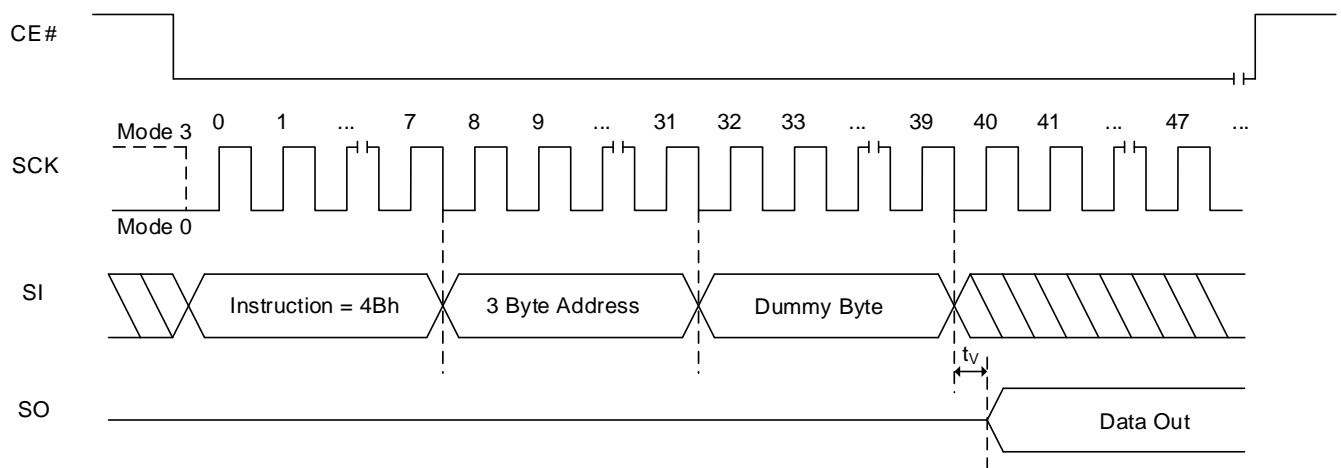 CE#
Mode 3 0 1 ... 7 8 9 ... 31 32 33 ... 39 40 41 ... 47 ...
SCK
Mode 0
SI Instruction = 4Bh 3 Byte Address Dummy Byte
tV
SO Data Out